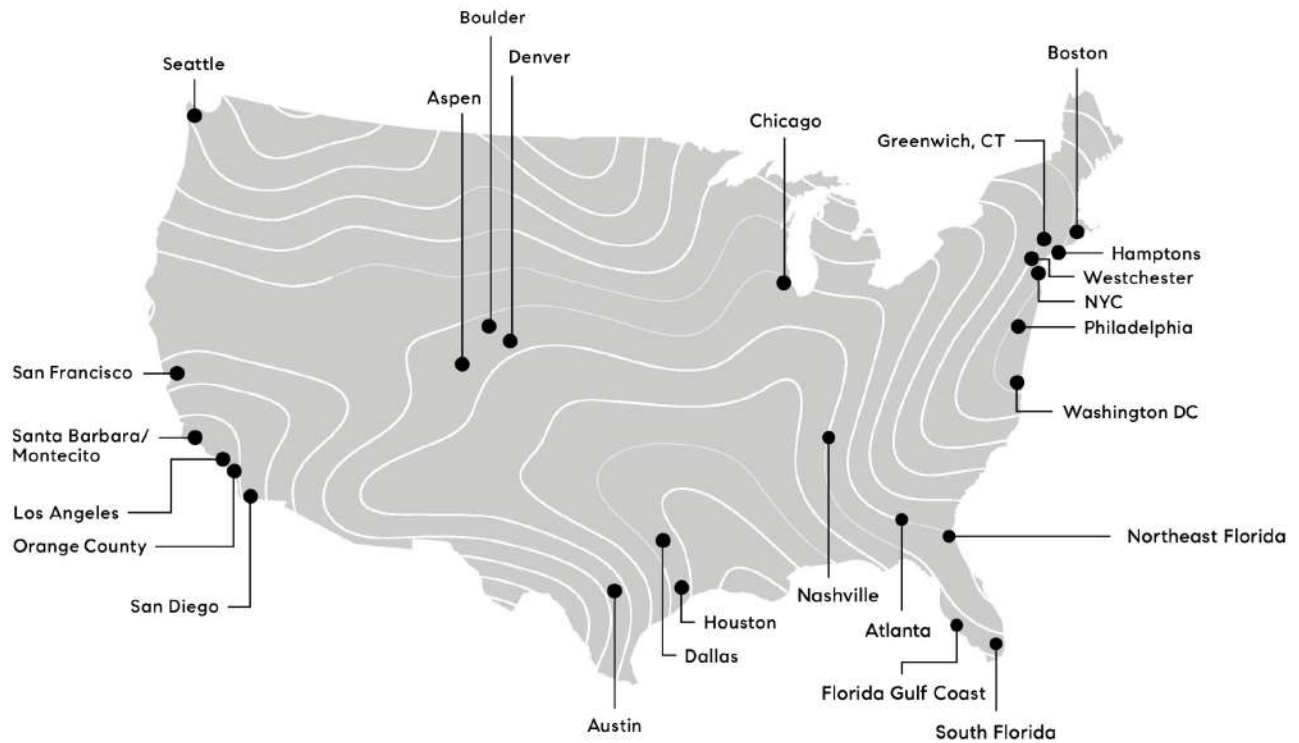 Boulder
Denver
Boston
Seattle
Aspen
Chicago
Greenwich, CT
Hamptons
Westchester
NYC
Philadelphia
San Francisco
Washington DC
Santa Barbara/
Montecito
Los Angeles
Northeast Florida
Orange County
Nashville
San Diego
Houston
Atlanta
Dallas
Florida Gulf Coast
Austin
South Florida